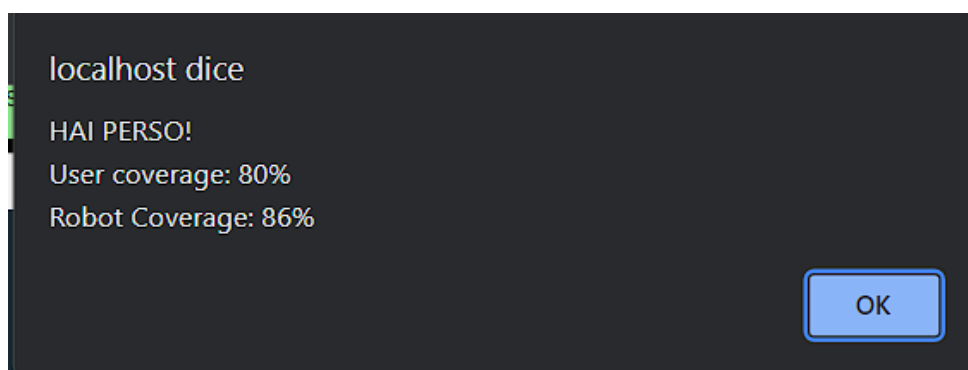 localhost dice
HAI PERSO!
User coverage: 80%
Robot Coverage: 86%
OK